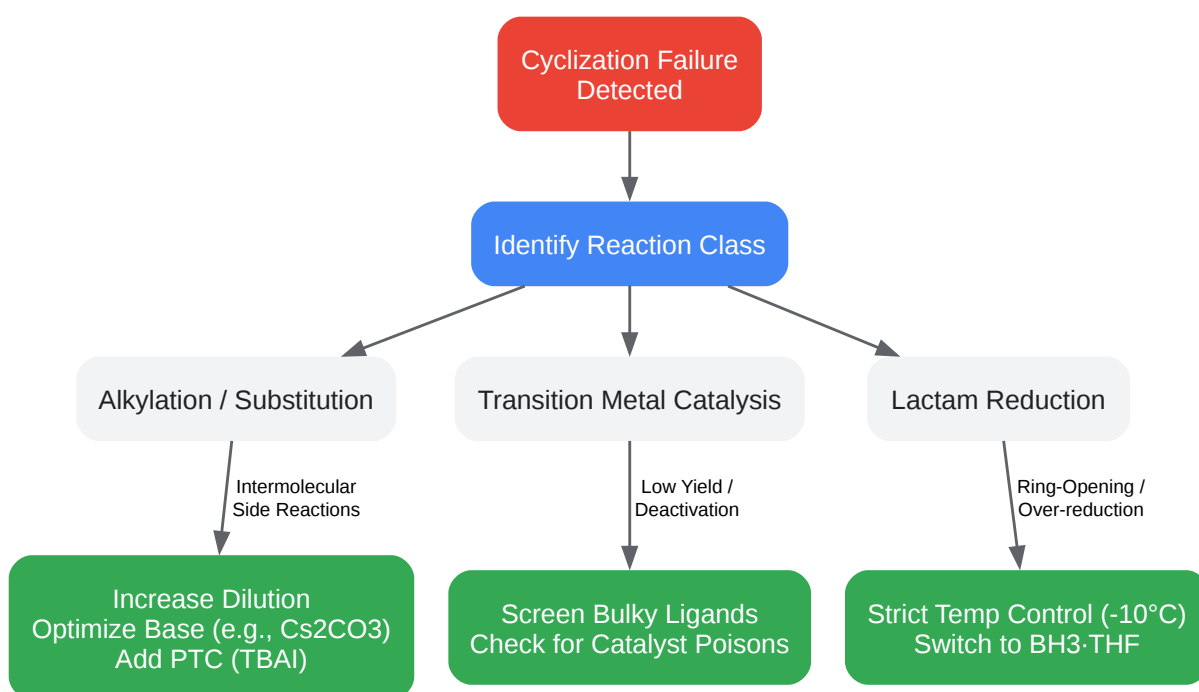 Cyclization Failure
Detected
Identify Reaction Class
Alkylation / Substitution
Transition Metal Catalysis
Lactam Reduction
Intermolecular
Side Reactions
Low Yield /
Deactivation
Ring-Opening /
Over-reduction
Increase Dilution
Optimize Base (e.g., Cs2CO3)
Add PTC (TBAI)
Screen Bulky Ligands
Check for Catalyst Poisons
Strict Temp Control (-10°C)
Switch to BH3·THF